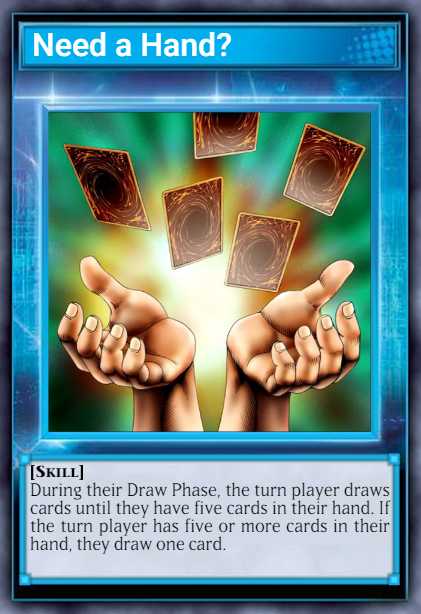 Need a Hand?
[SKILL]
During their Draw Phase, the turn player draws
cards until they have five cards in their hand. If
the turn player has five or more cards in their
hand, they draw one card.